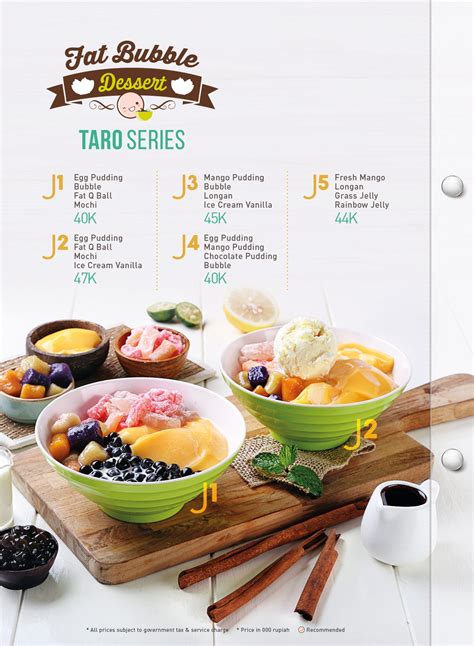 Fat Bubble
Dessert
TARO SERIES
J1
Egg Pudding
Bubble
Fat Q Ball
Mochi
40K
J2
Egg Pudding
Fat Q Ball
Mochi
Ice Cream Vanilla
47K
J3
Mango Pudding
Bubble
Longan
Ice Cream Vanilla
45K
J4
Egg Pudding
Mango Pudding
Chocolate Pudding
Bubble
40K
J5
Fresh Mango
Longan
Grass Jelly
Rainbow Jelly
44K
J2
J1
* All prices subject to government tax & service charge * Price in 000 rupiah Recommended